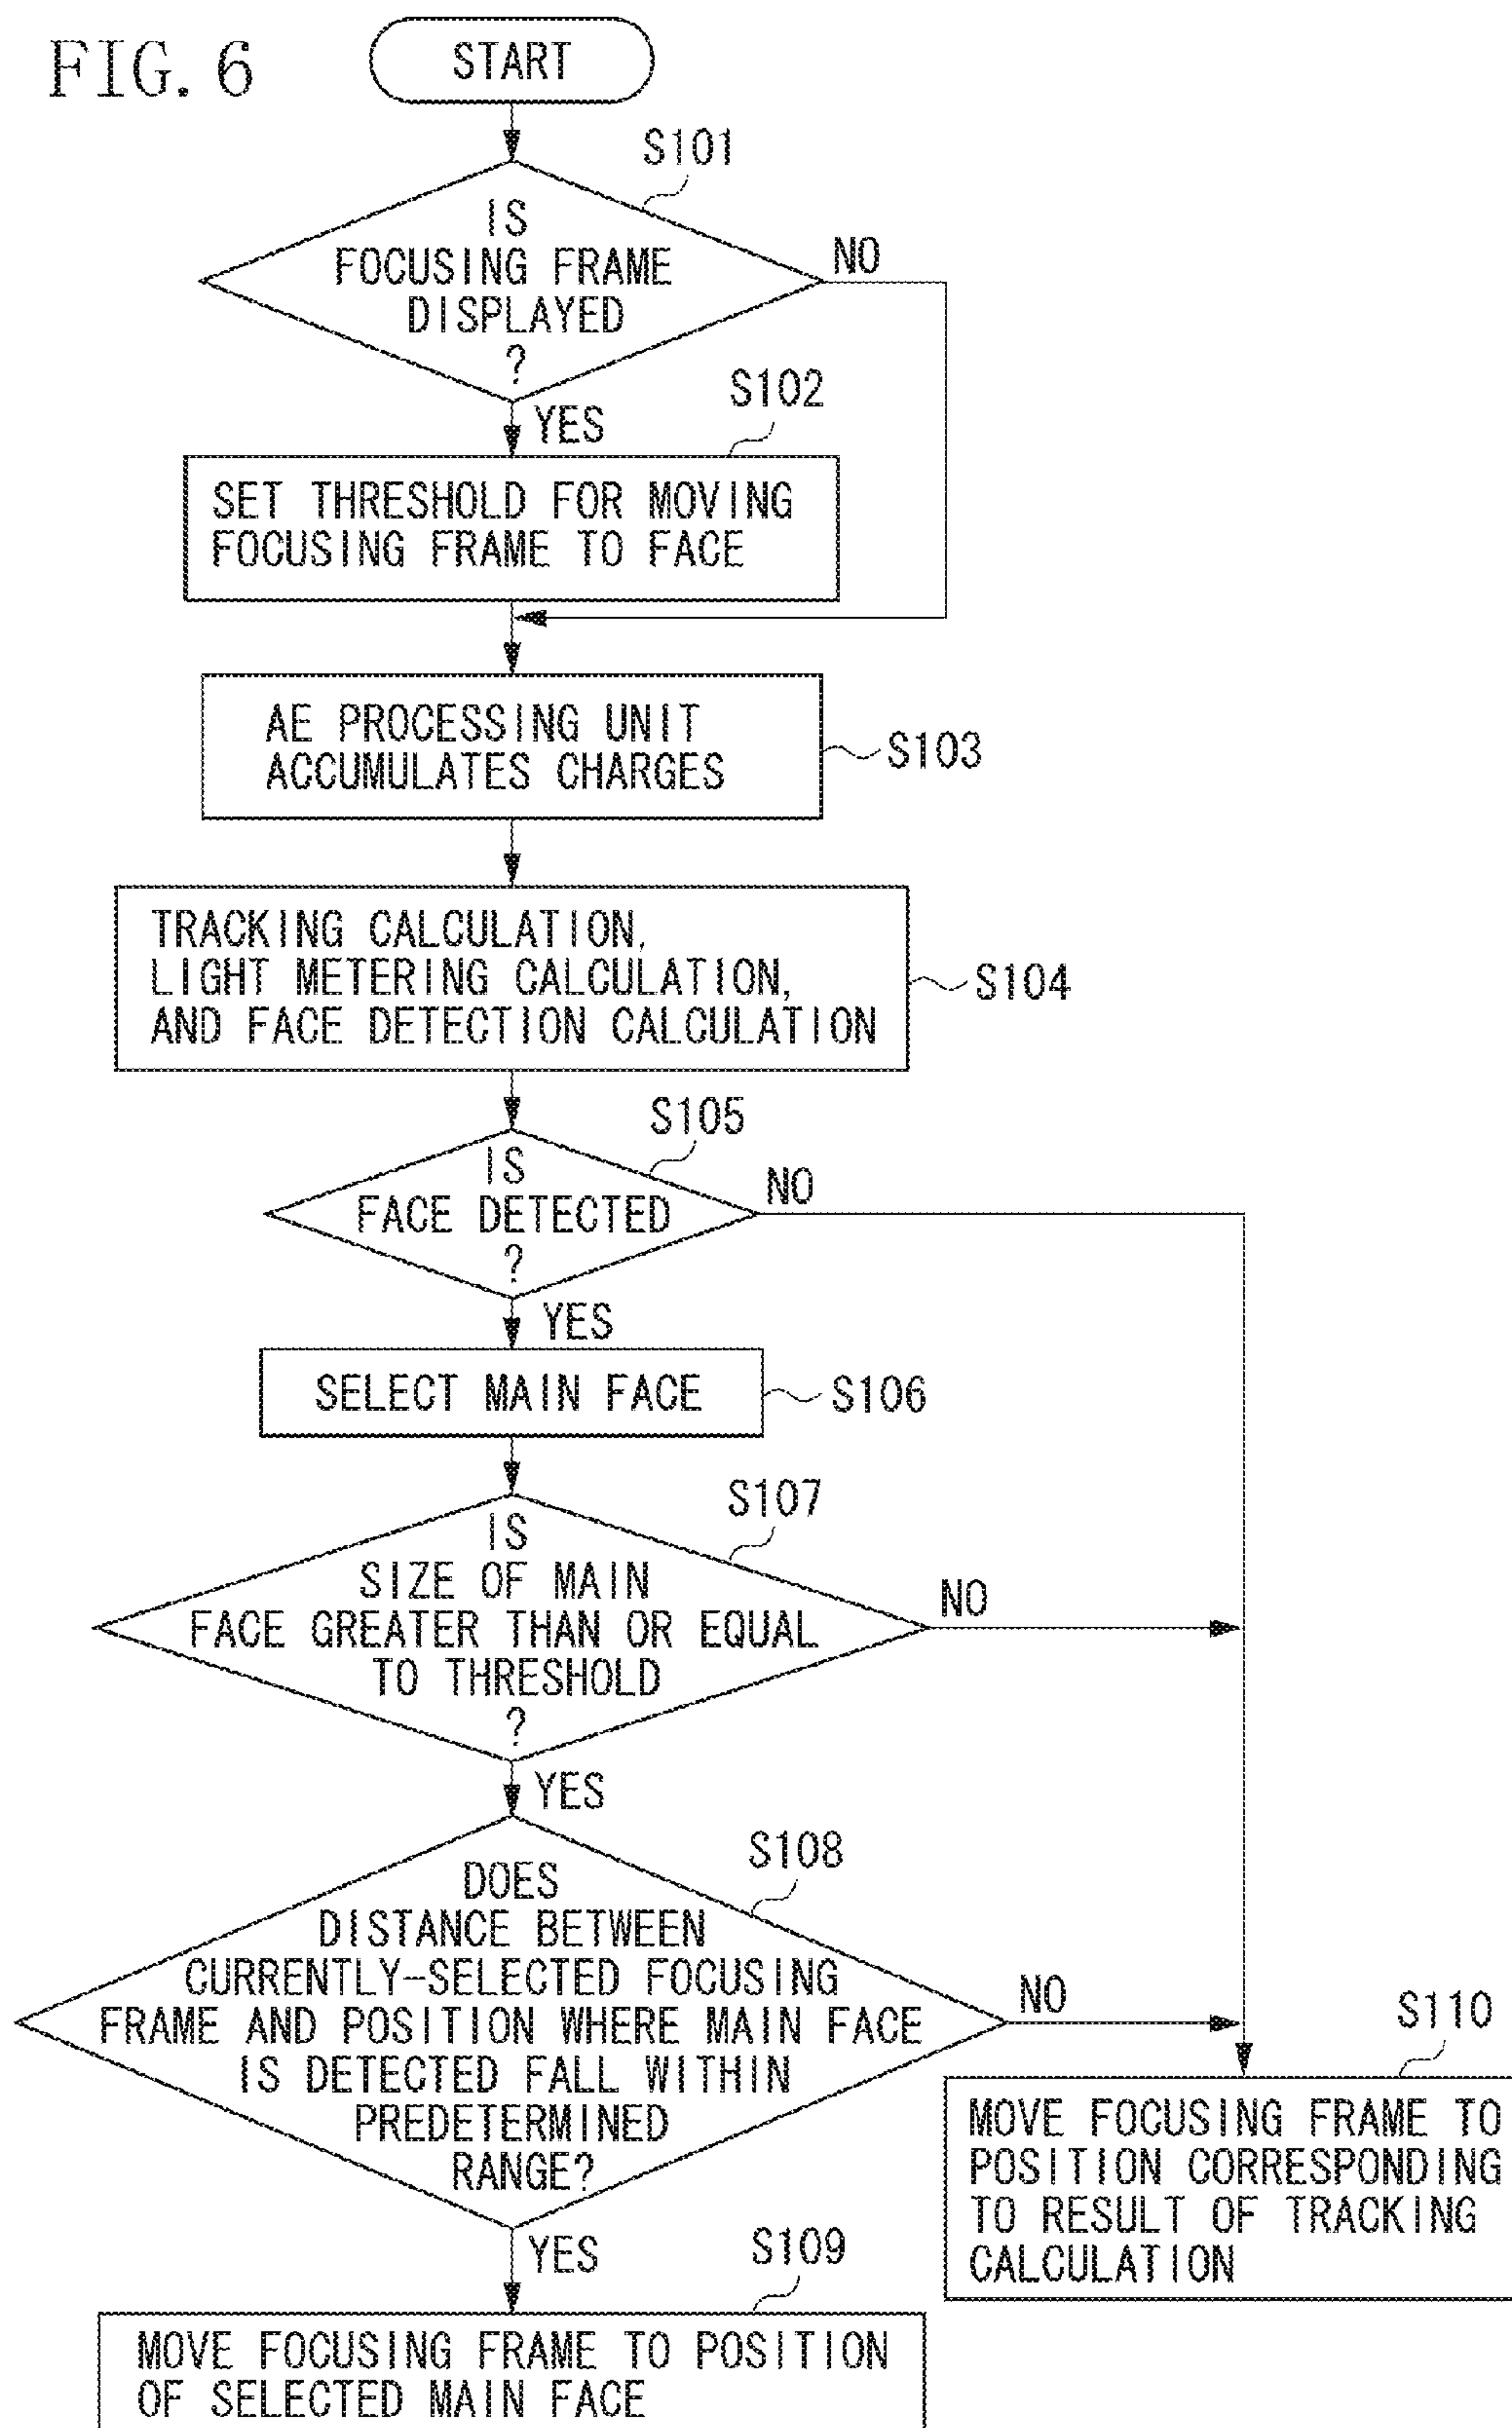 FIG. 6
START
S101
IS
FOCUSING FRAME
DISPLAYED
?
NO
YES
S102
SET THRESHOLD FOR MOVING
FOCUSING FRAME TO FACE
AE PROCESSING UNIT
ACCUMULATES CHARGES
S103
TRACKING CALCULATION,
LIGHT METERING CALCULATION,
AND FACE DETECTION CALCULATION
S104
S105
IS
FACE DETECTED
?
NO
YES
SELECT MAIN FACE
S106
S107
IS
SIZE OF MAIN
FACE GREATER THAN OR EQUAL
TO THRESHOLD
?
NO
YES
S108
DOES
DISTANCE BETWEEN
CURRENTLY-SELECTED FOCUSING
FRAME AND POSITION WHERE MAIN FACE
IS DETECTED FALL WITHIN
PREDETERMINED
RANGE?
NO
YES
S110
MOVE FOCUSING FRAME TO
POSITION CORRESPONDING
TO RESULT OF TRACKING
CALCULATION
S109
MOVE FOCUSING FRAME TO POSITION
OF SELECTED MAIN FACE